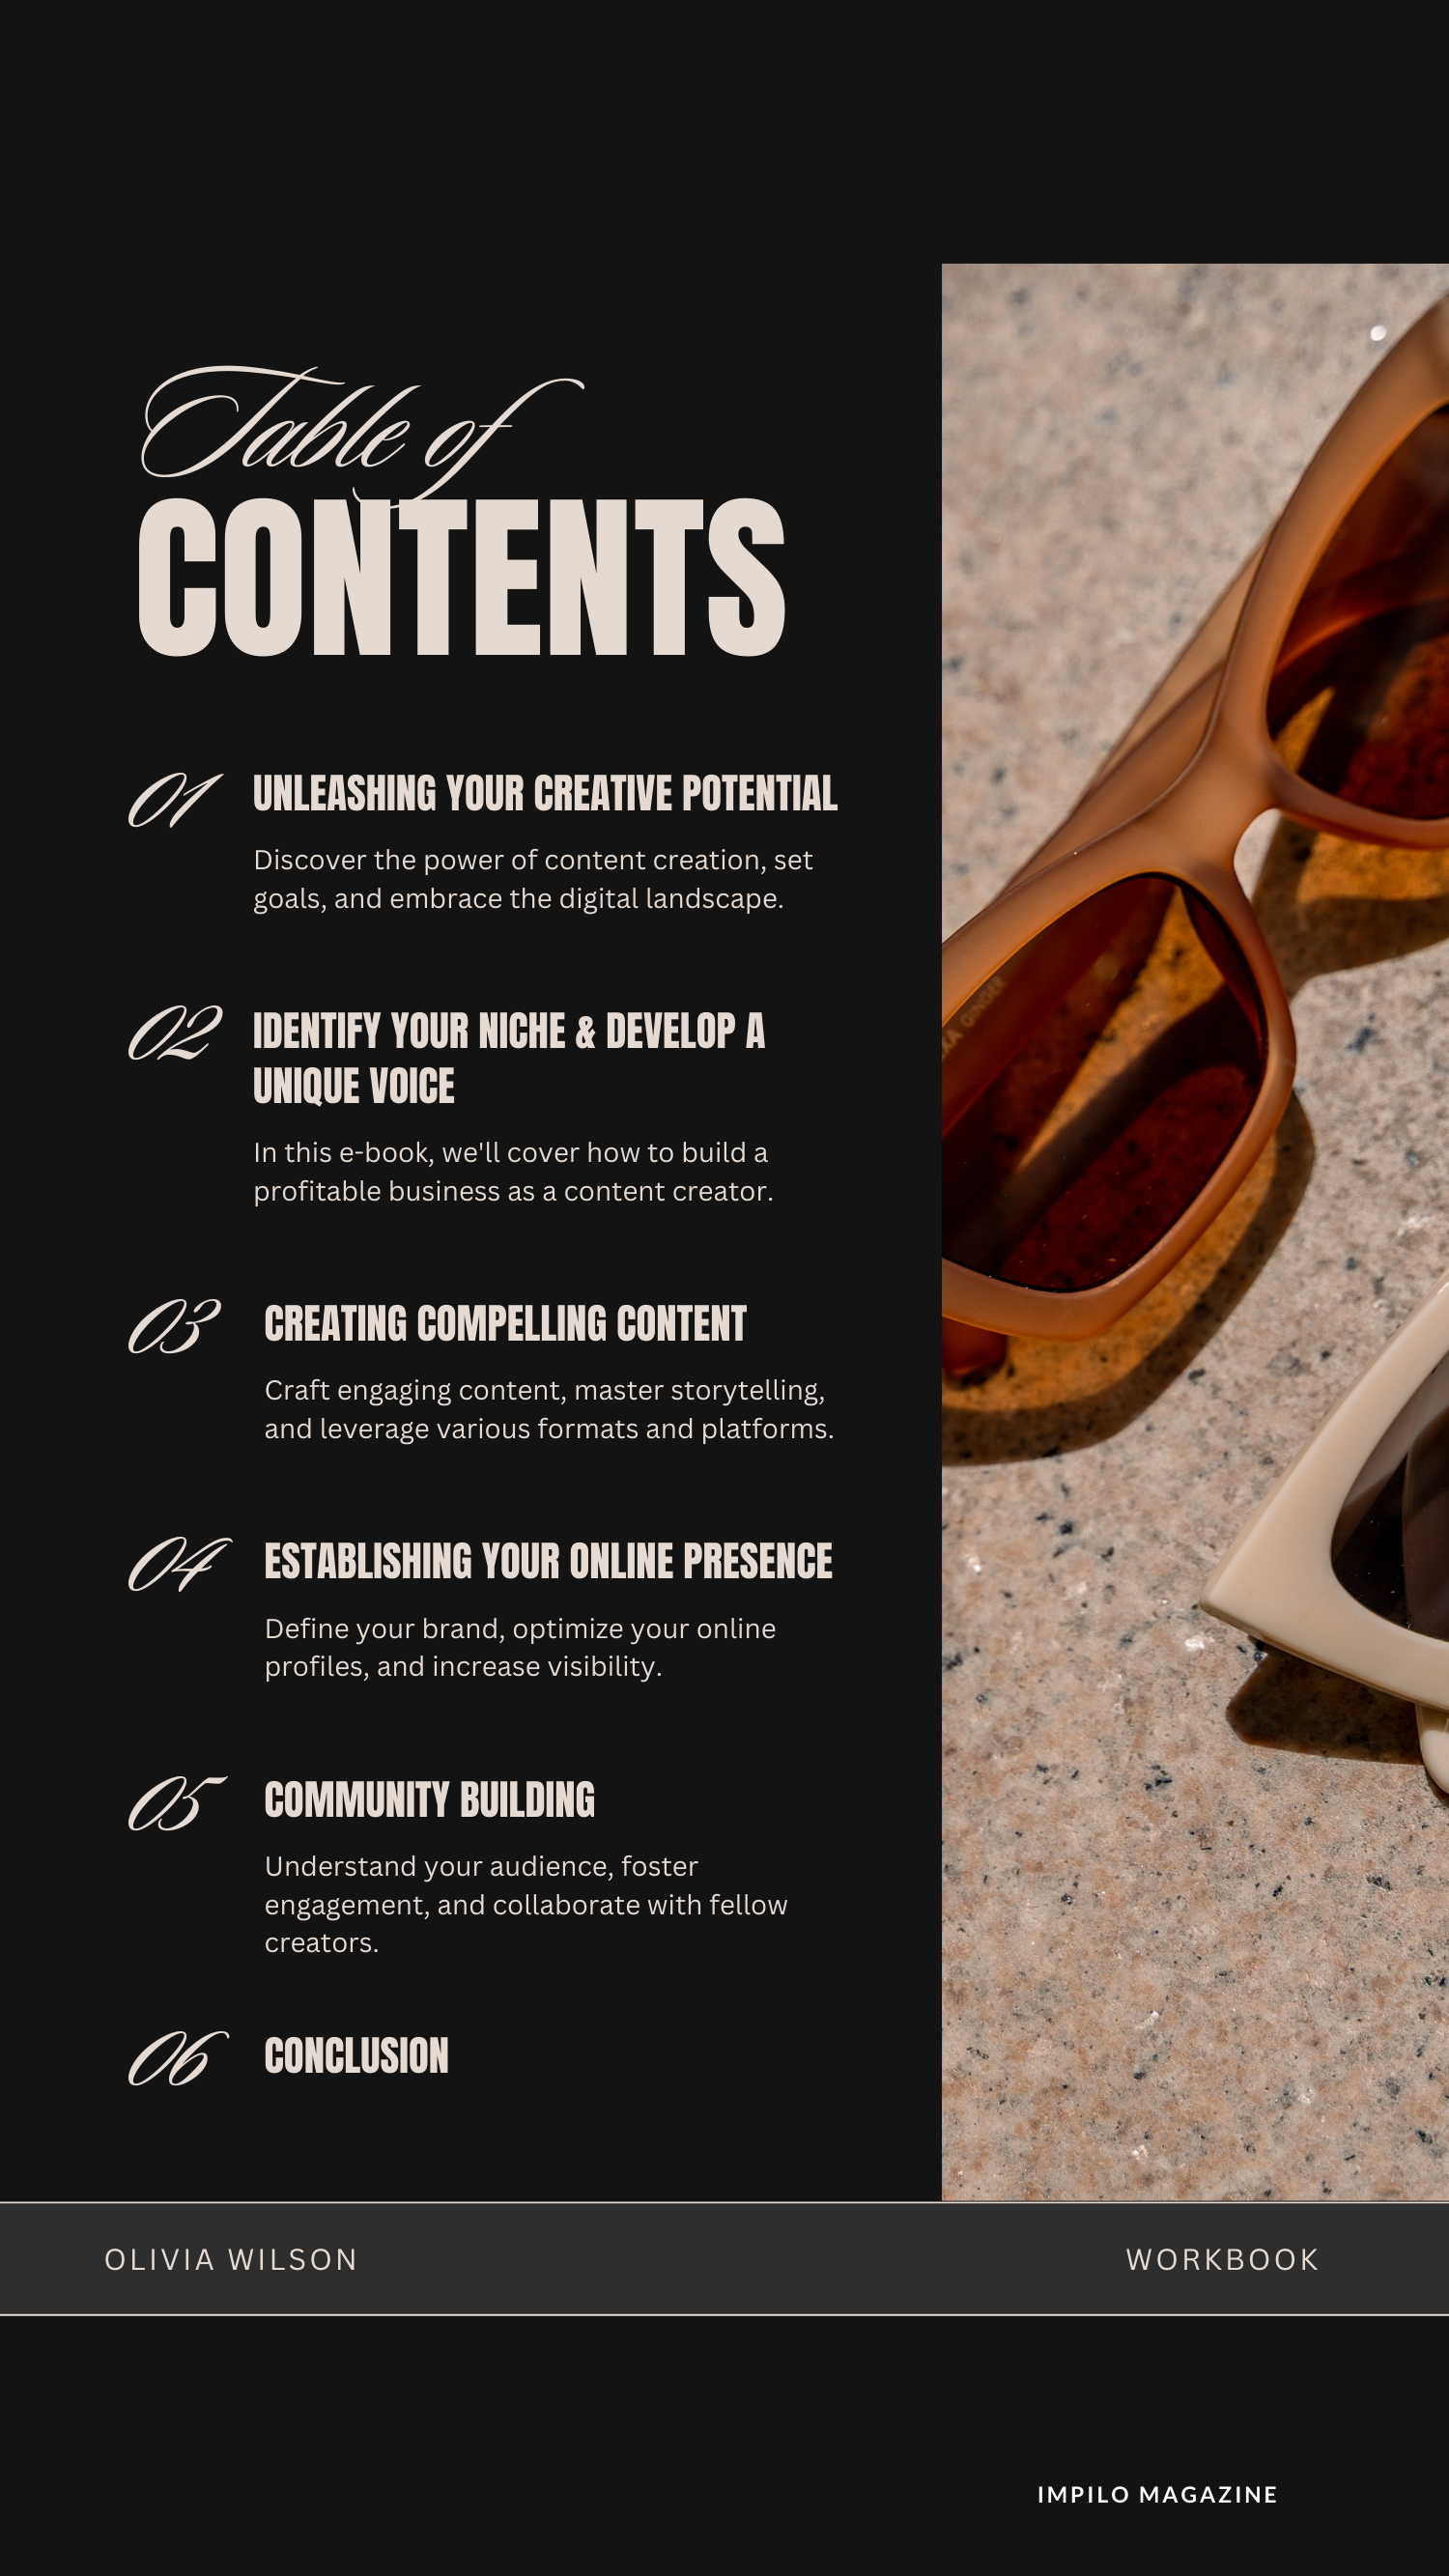 Table of
CONTENTS
01
UNLEASHING YOUR CREATIVE POTENTIAL
Discover the power of content creation, set
goals, and embrace the digital landscape.
02
IDENTIFY YOUR NICHE & DEVELOP A
UNIQUE VOICE
In this e-book, we'll cover how to build a
profitable business as a content creator.
03
CREATING COMPELLING CONTENT
Craft engaging content, master storytelling,
and leverage various formats and platforms.
04
ESTABLISHING YOUR ONLINE PRESENCE
Define your brand, optimize your online
profiles, and increase visibility.
05
COMMUNITY BUILDING
Understand your audience, foster
engagement, and collaborate with fellow
creators.
06
CONCLUSION
OLIVIA WILSON
WORKBOOK
IMPILO MAGAZINE